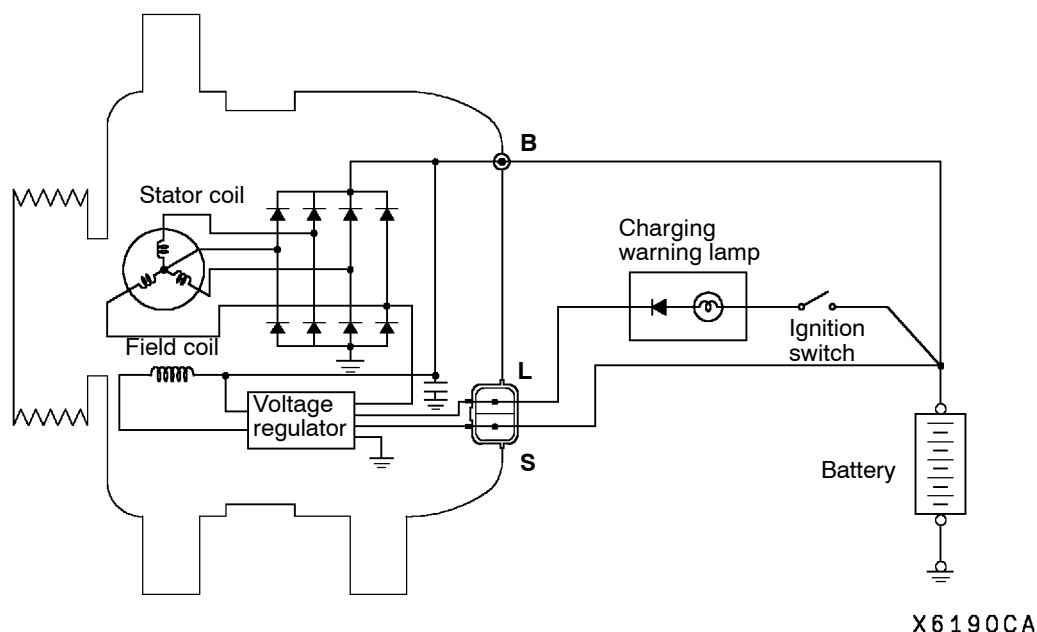 B
Stator coil
Charging
warning lamp
Ignition
switch
Field coil
L
Voltage
regulator
S
Battery
X6190CA